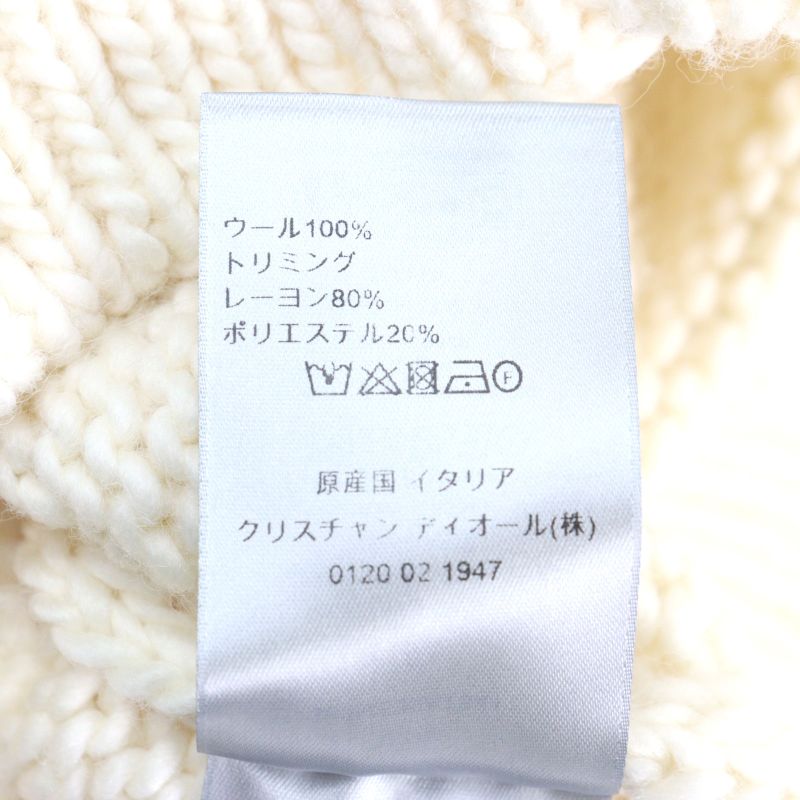 ウール100%
トリミング
レーヨン80%
ポリエステル20%
F
原産国 イタリア
クリスチャン ディオール(株)
0120 02 1947